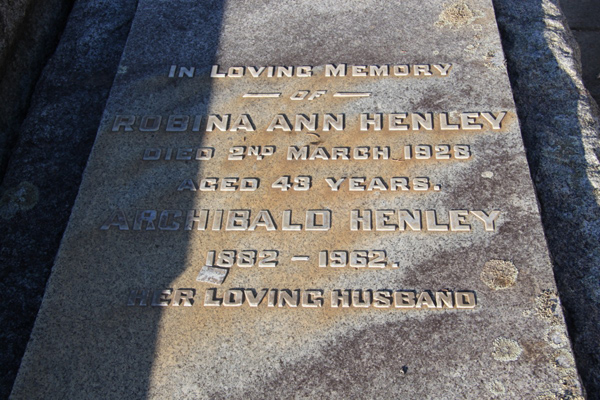 IN LOVING MEMORY
— OF —
ROBINA ANN HENLEY
DIED 2ND MARCH 1928
AGED 43 YEARS.
ARCHIBALD HENLEY
1882 – 1962.
HER LOVING HUSBAND